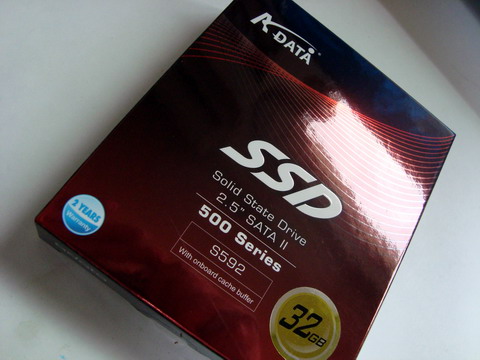 A-DATA
SSD
Solid State Drive
2.5" SATA II
500 Series
S592
With onboard cache buffer
2 YEARS
Warranty
32GB